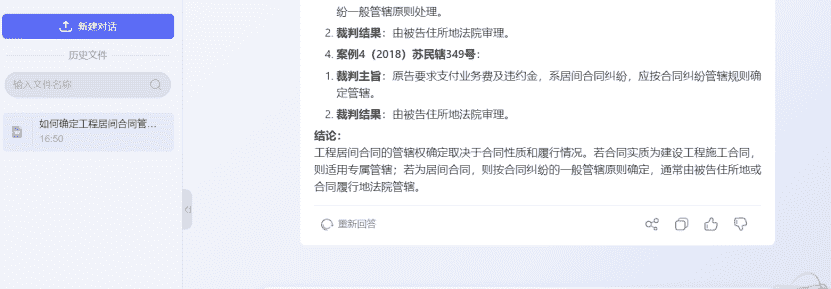 新建对话
历史文件
输入文件名称
如何确定工程居间合同管...
16:50
纷一般管辖原则处理。
2. 裁判结果：由被告住所地法院审理。
4. 案例4（2018）苏民辖349号：
1. 裁判主旨：原告要求支付业务费及违约金，系居间合同纠纷，应按合同纠纷管辖规则确
定管辖。
2. 裁判结果：由被告住所地法院审理。
结论：
工程居间合同的管辖权确定取决于合同性质和履行情况。若合同实质为建设工程施工合同，
则适用专属管辖；若为居间合同，则按合同纠纷的一般管辖原则确定，通常由被告住所地或
合同履行地法院管辖。
重新回答